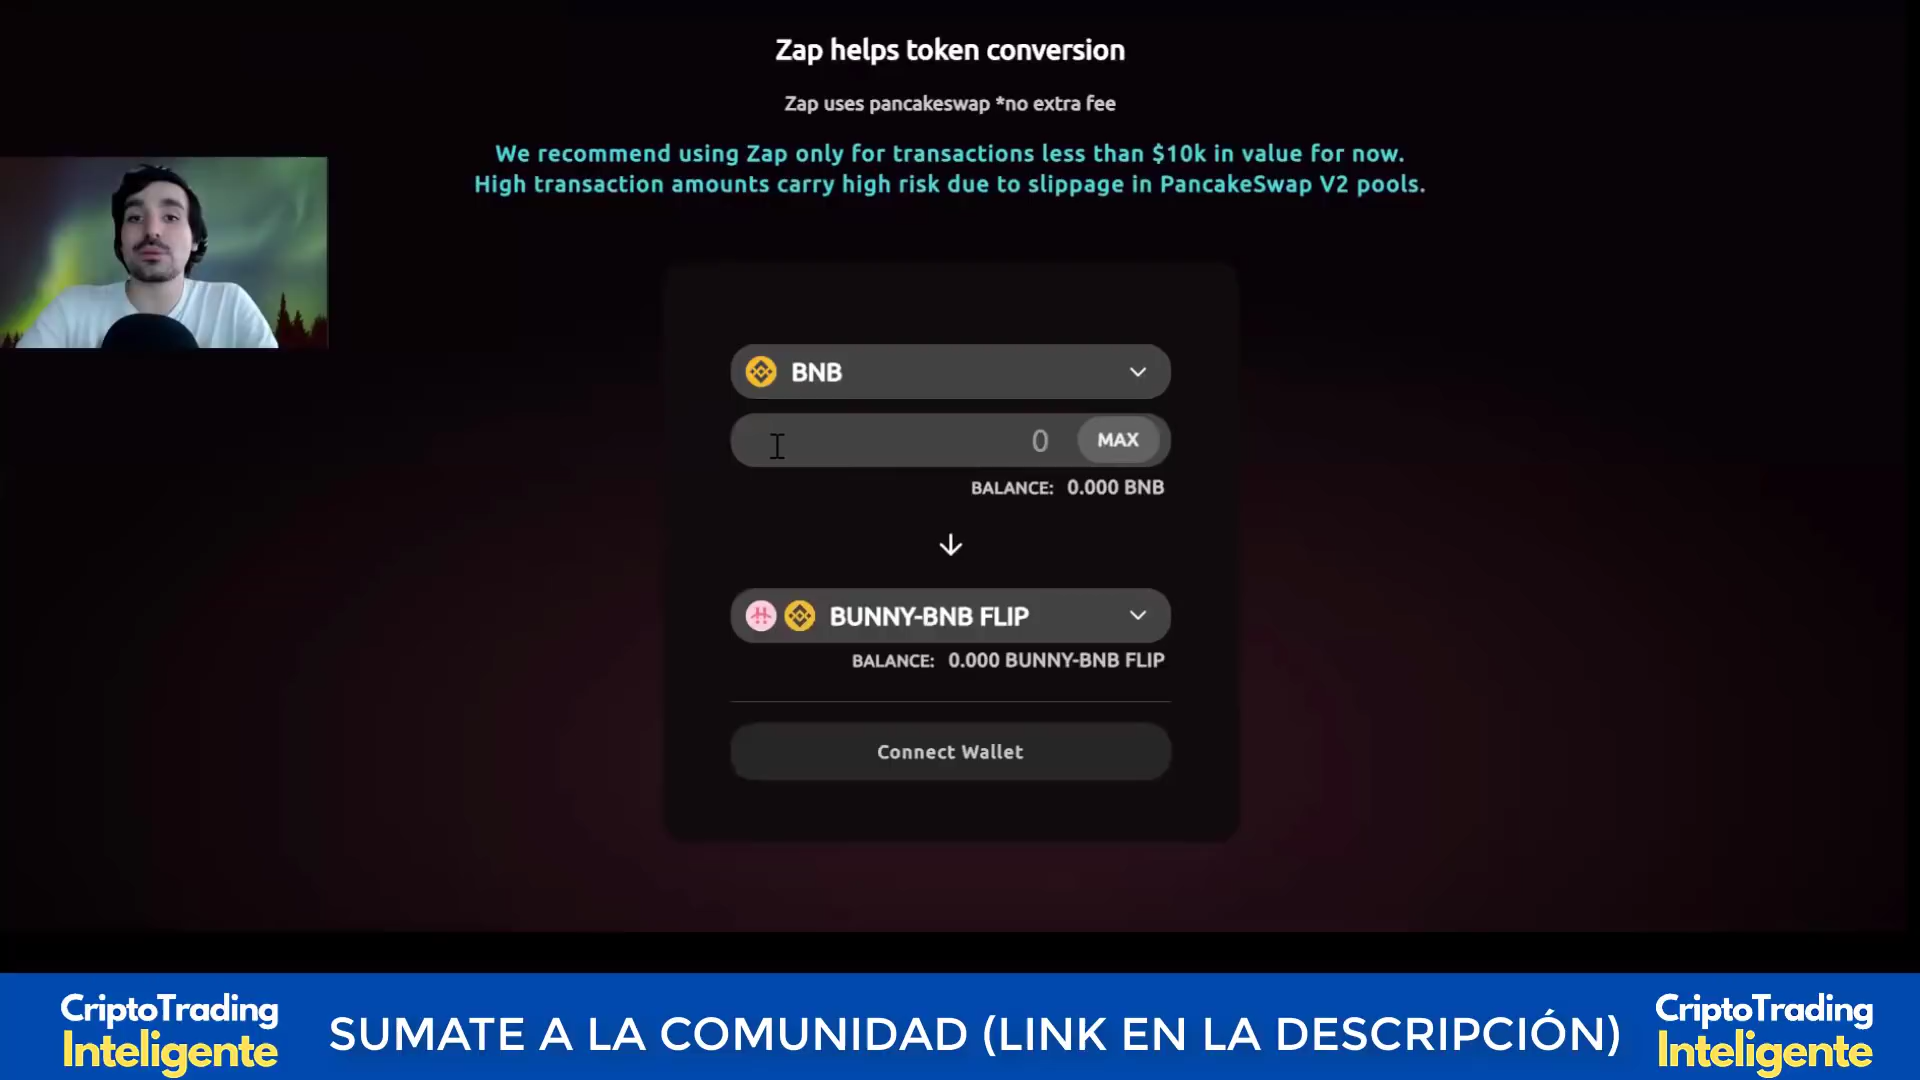 Zap helps token conversion
Zap uses pancakeswap *no extra fee
We recommend using Zap only for transactions less than $10k in value for now.
High transaction amounts carry high risk due to slippage in PancakeSwap V2 pools.
BNB
0 MAX
BALANCE: 0.000 BNB
BUNNY-BNB FLIP
BALANCE: 0.000 BUNNY-BNB FLIP
Connect Wallet
CriptoTrading
Inteligente
SUMATE A LA COMUNIDAD (LINK EN LA DESCRIPCIÓN)
CriptoTrading
Inteligente